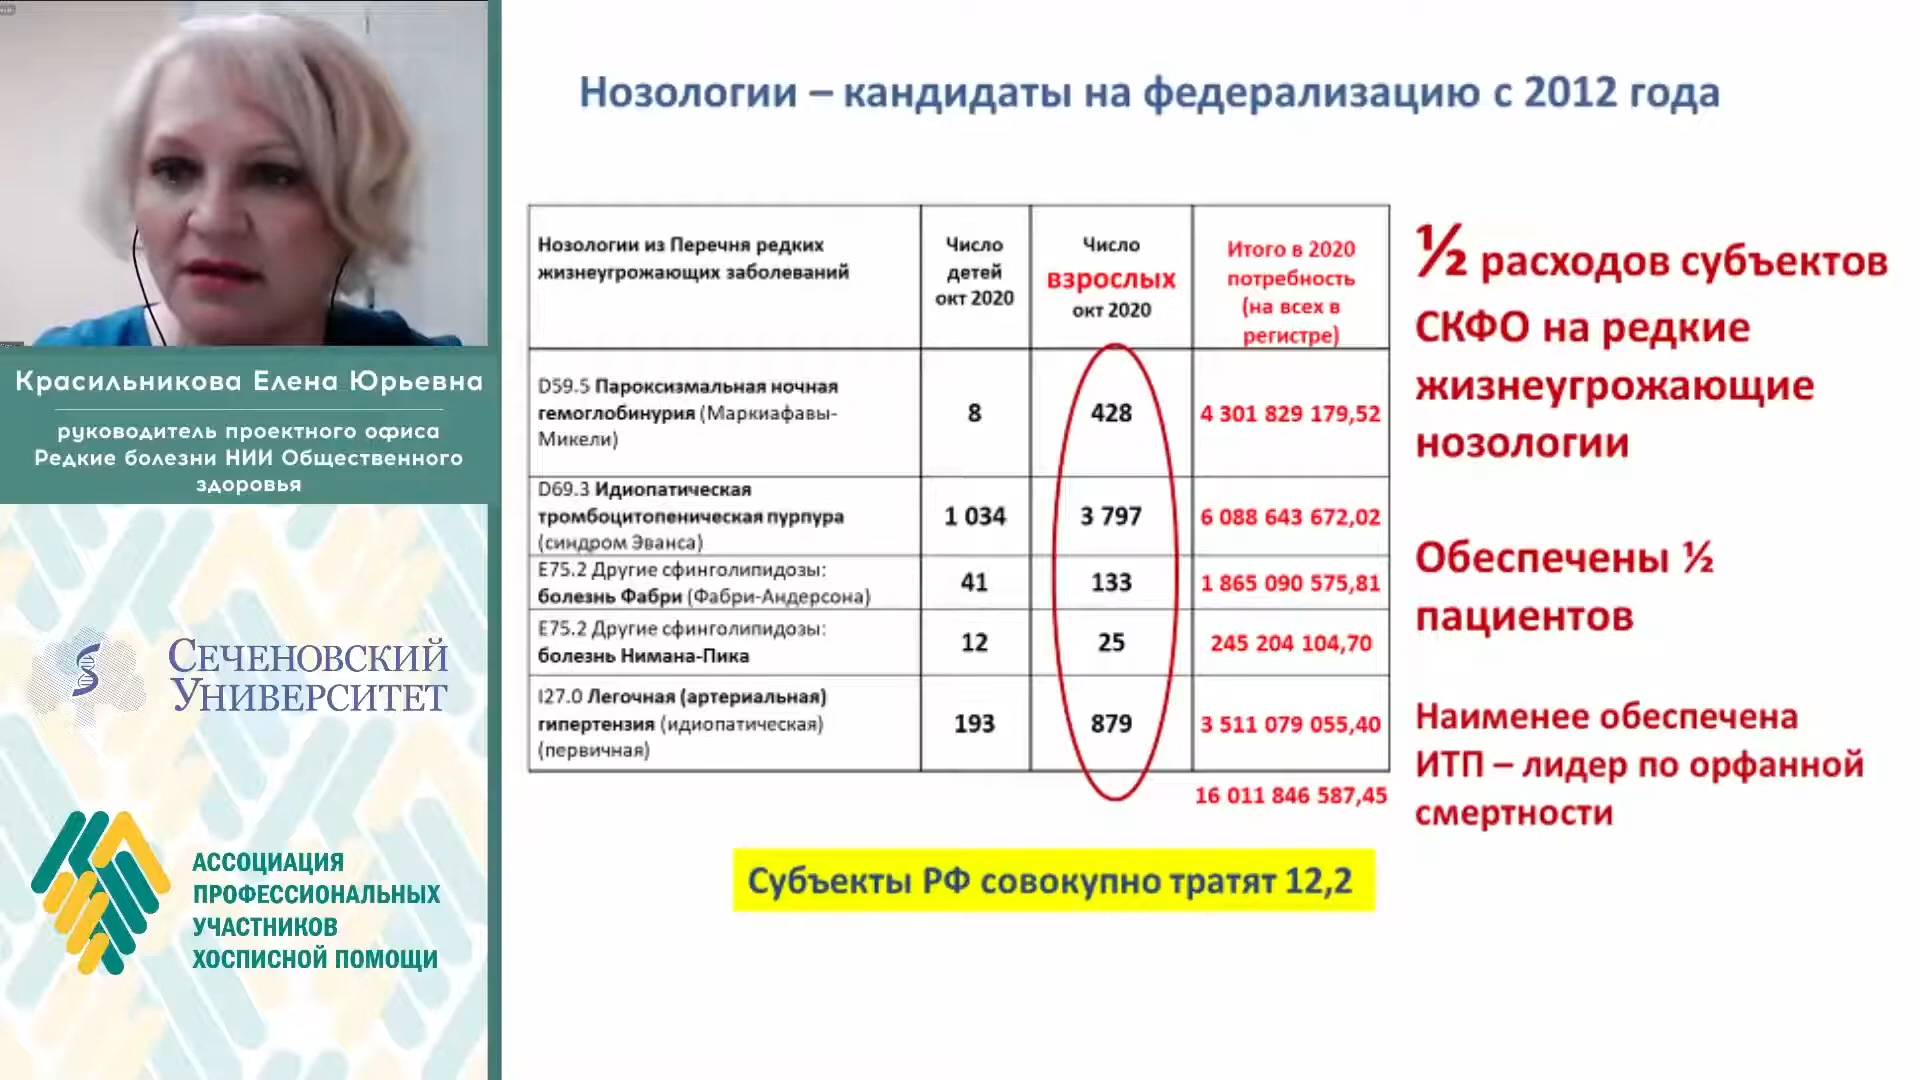 Красильникова Елена Юрьевна
руководитель проектного офиса
Редкие болезни НИИ Общественного
здоровья
СЕЧЕНОВСКИЙ
УНИВЕРСИТЕТ
АССОЦИАЦИЯ
ПРОФЕССИОНАЛЬНЫХ
УЧАСТНИКОВ
ХОСПИСНОЙ ПОМОЩИ
Нозологии – кандидаты на федерализацию с 2012 года
Нозологии из Перечня редких
жизнеугрожающих заболеваний
Число
детей
окт 2020
Число
взрослых
окт 2020
Итого в 2020
потребность
(на всех в
регистре)
D59.5 Пароксизмальная ночная
гемоглобинурия (Маркиафавы-
Микели)
8
428
4 301 829 179,52
D69.3 Идиопатическая
тромбоцитопеническая пурпура
(синдром Эванса)
1 034
3 797
6 088 643 672,02
E75.2 Другие сфинголипидозы:
болезнь Фабри (Фабри-Андерсона)
41
133
1 865 090 575,81
E75.2 Другие сфинголипидозы:
болезнь Нимана-Пика
12
25
245 204 104,70
I27.0 Легочная (артериальная)
гипертензия (идиопатическая)
(первичная)
193
879
3 511 079 055,40
16 011 846 587,45
Субъекты РФ совокупно тратят 12,2
½ расходов субъектов
СКФО на редкие
жизнеугрожающие
нозологии
Обеспечены ½
пациентов
Наименее обеспечена
ИТП – лидер по орфанной
смертности